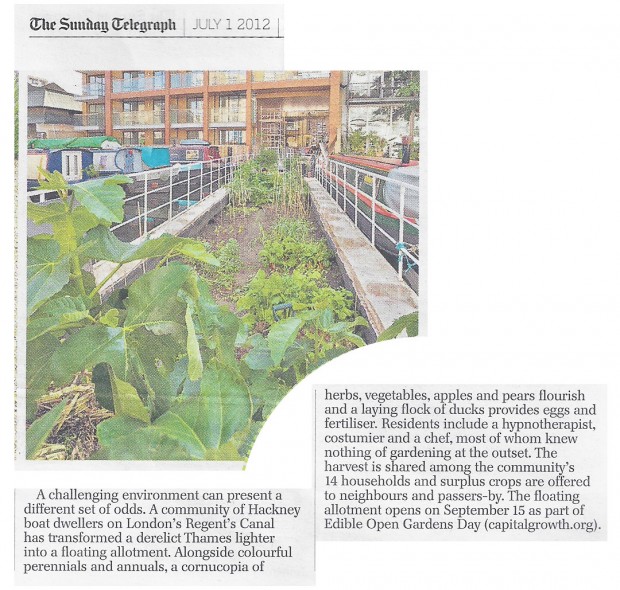 The Sunday Telegraph | JULY 1 2012 |
A challenging environment can present a
different set of odds. A community of Hackney
boat dwellers on London's Regent's Canal
has transformed a derelict Thames lighter
into a floating allotment. Alongside colourful
perennials and annuals, a cornucopia of
herbs, vegetables, apples and pears flourish
and a laying flock of ducks provides eggs and
fertiliser. Residents include a hypnotherapist,
costumier and a chef, most of whom knew
nothing of gardening at the outset. The
harvest is shared among the community's
14 households and surplus crops are offered
to neighbours and passers-by. The floating
allotment opens on September 15 as part of
Edible Open Gardens Day (capitalgrowth.org).